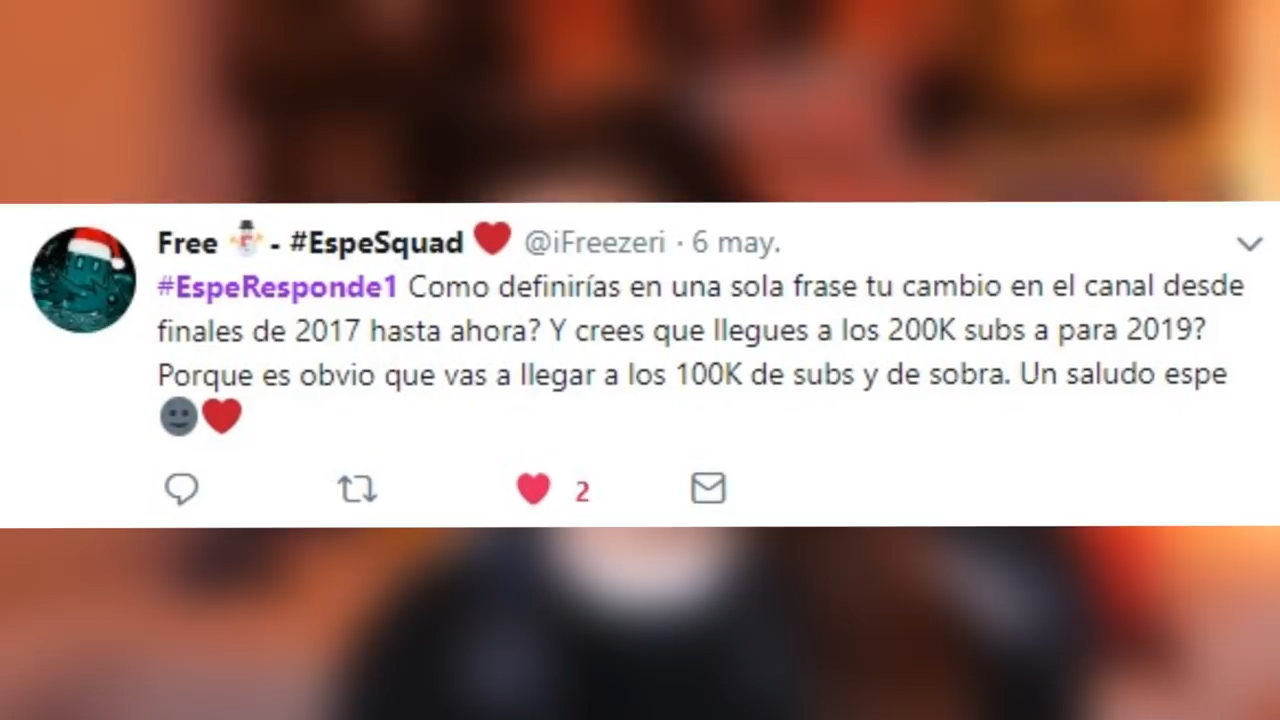 Free ⛄ - #EspeSquad ❤ @iFreezeri · 6 may.
#EspeResponde1 Como definirías en una sola frase tu cambio en el canal desde
finales de 2017 hasta ahora? Y crees que llegues a los 200K subs a para 2019?
Porque es obvio que vas a llegar a los 100K de subs y de sobra. Un saludo espe
🌚❤
2